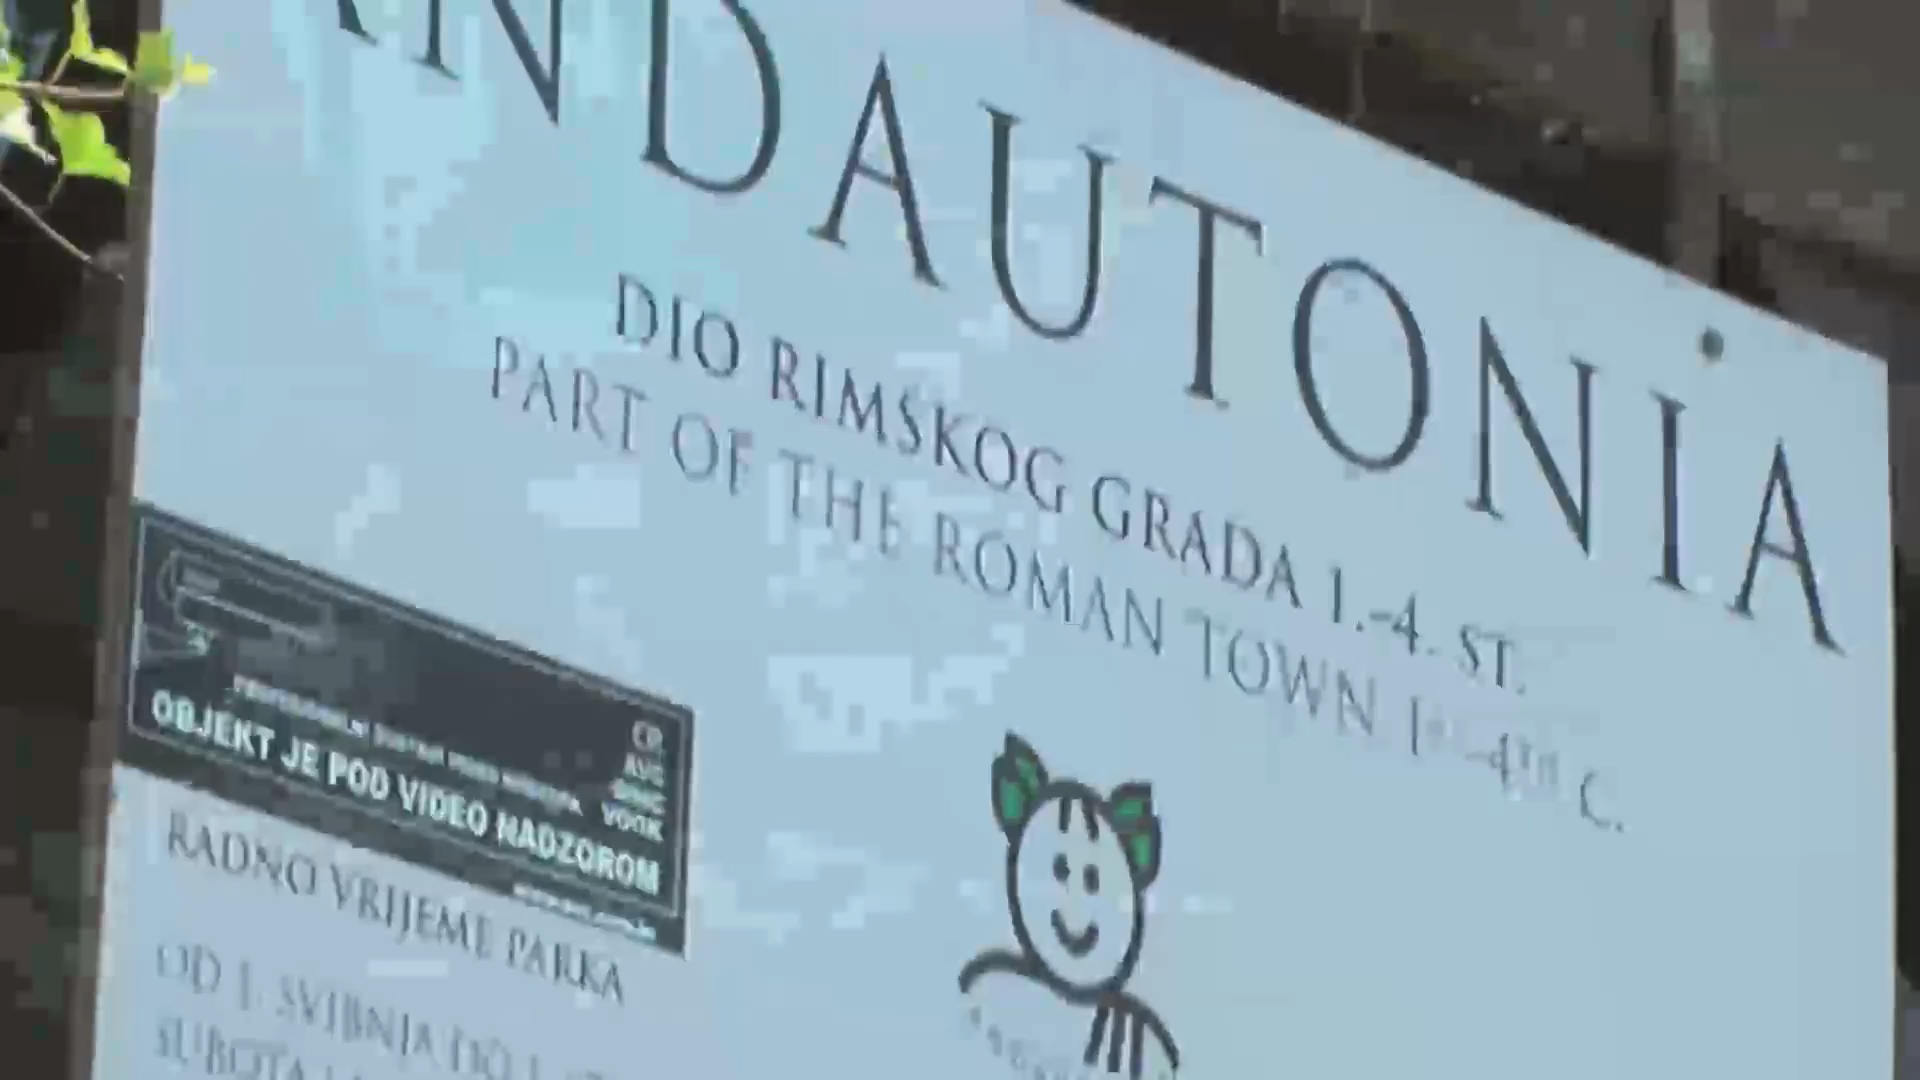 ANDAUTONIA
DIO RIMSKOG GRADA 1.-4. ST.
PART OF THE ROMAN TOWN 1ST-4TH C.
OBJEKT JE POD VIDEO NADZOROM
RADNO VRIJEME PARKA
OD 1. SVIBNJA DO
SUBOTA